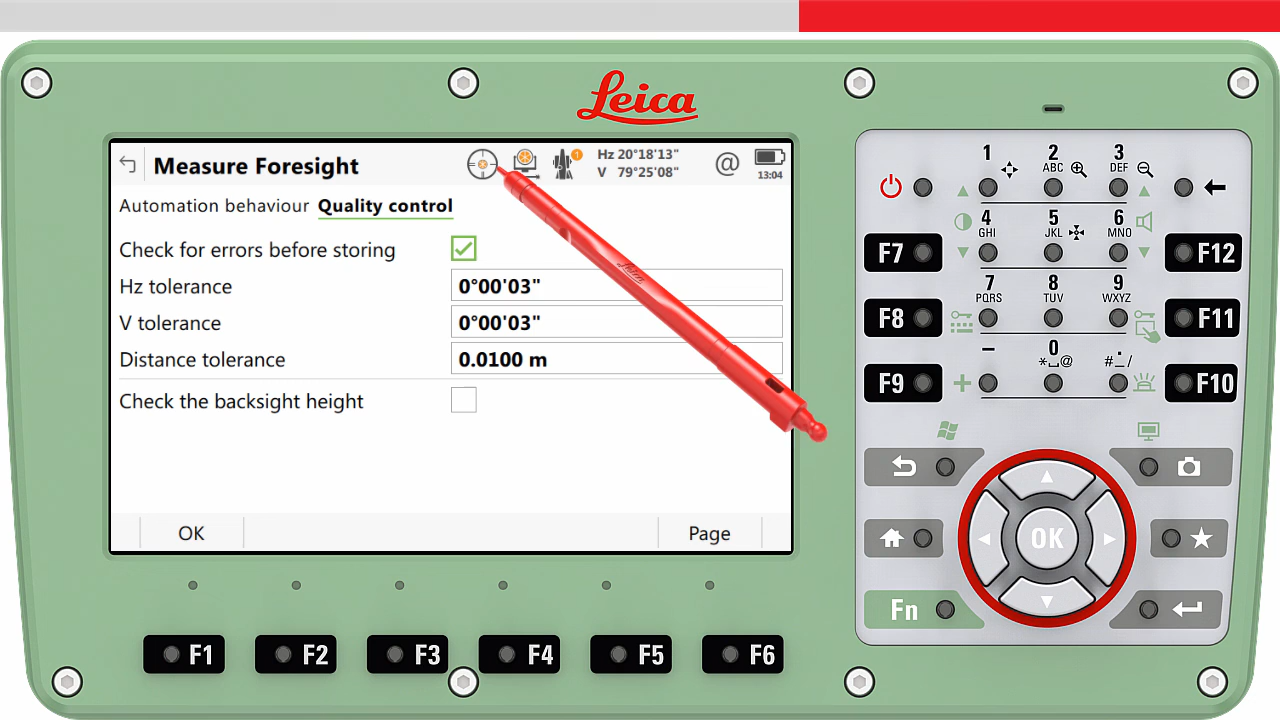 Leica
Measure Foresight
1
Hz 20°18'13"
V 79°25'08"
@
13:04
Automation behaviour Quality control
Check for errors before storing
Hz tolerance 0°00'03"
V tolerance 0°00'03"
Distance tolerance 0.0100 m
Check the backsight height
OK Page
Leica
F1 F2 F3 F4 F5 F6
1 2 3
ABC DEF
4 5 6
GHI JKL MNO
F7 F12
7 8 9
PQRS TUV WXYZ
F8 F11
- 0 .
*⎵@ #_/
F9 + F10
OK
Fn